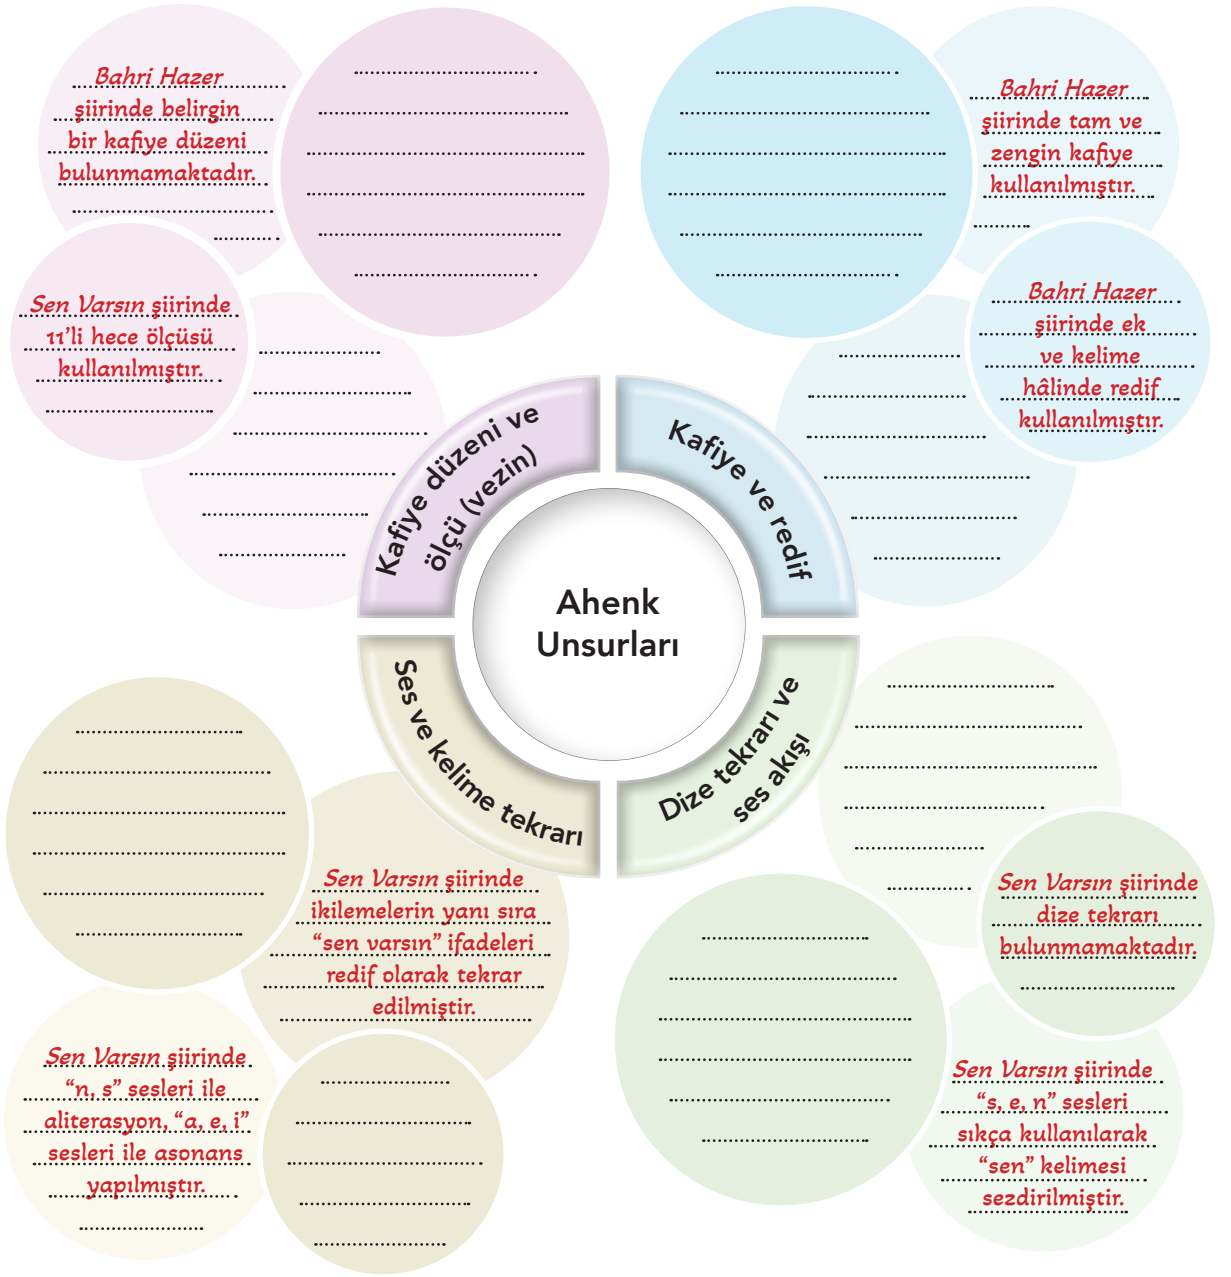 Bahri Hazer
şiirinde belirgin
bir kafiye düzeni
bulunmamaktadır.
Sen Varsın şiirinde
11’li hece ölçüsü
kullanılmıştır.
Bahri Hazer
şiirinde tam ve
zengin kafiye
kullanılmıştır.
Bahri Hazer
şiirinde ek
ve kelime
hâlinde redif
kullanılmıştır.
Kafiye düzeni ve
ölçü (vezin)
Kafiye ve redif
Ahenk
Unsurları
Ses ve kelime tekrarı
Dize tekrarı ve
ses akışı
Sen Varsın şiirinde
ikilemelerin yanı sıra
“sen varsın” ifadeleri
redif olarak tekrar
edilmiştir.
Sen Varsın şiirinde
“n, s” sesleri ile
aliterasyon, “a, e, i”
sesleri ile asonans
yapılmıştır.
Sen Varsın şiirinde
dize tekrarı
bulunmamaktadır.
Sen Varsın şiirinde
“s, e, n” sesleri
sıkça kullanılarak
“sen” kelimesi
sezdirilmiştir.